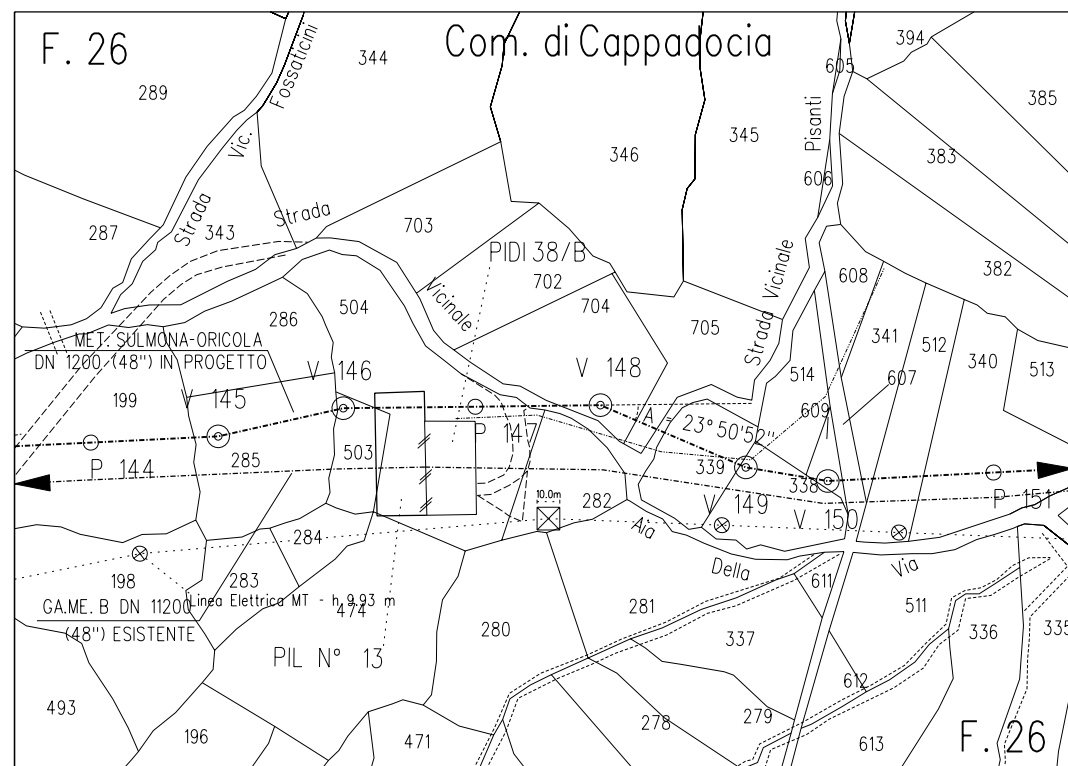 F. 26
Com. di Cappadocia
344
289
394
605
385
345
346
383
606
Strada Vic. Fossaticini
Strada Vicinale Pisanti
287
343
Strada
703
382
PIDI 38/B
702
608
Vicinale
704
504
286
705
MET. SULMONA-ORICOLA
DN 1200 (48") IN PROGETTO
341
512
340
513
514
607
V 146
V 148
199
V 145
609
A = 23°50'52"
P 147
P 144
285
503
339
338
P 151
10.0m
282
V 149
V 150
Aia
284
Della
Via
198
283
611
GA.ME. B DN 11200
(48") ESISTENTE
Linea Elettrica MT - h 9.93 m
474
281
511
280
337
336
335
PIL N° 13
612
493
196
471
278
279
613
F. 26